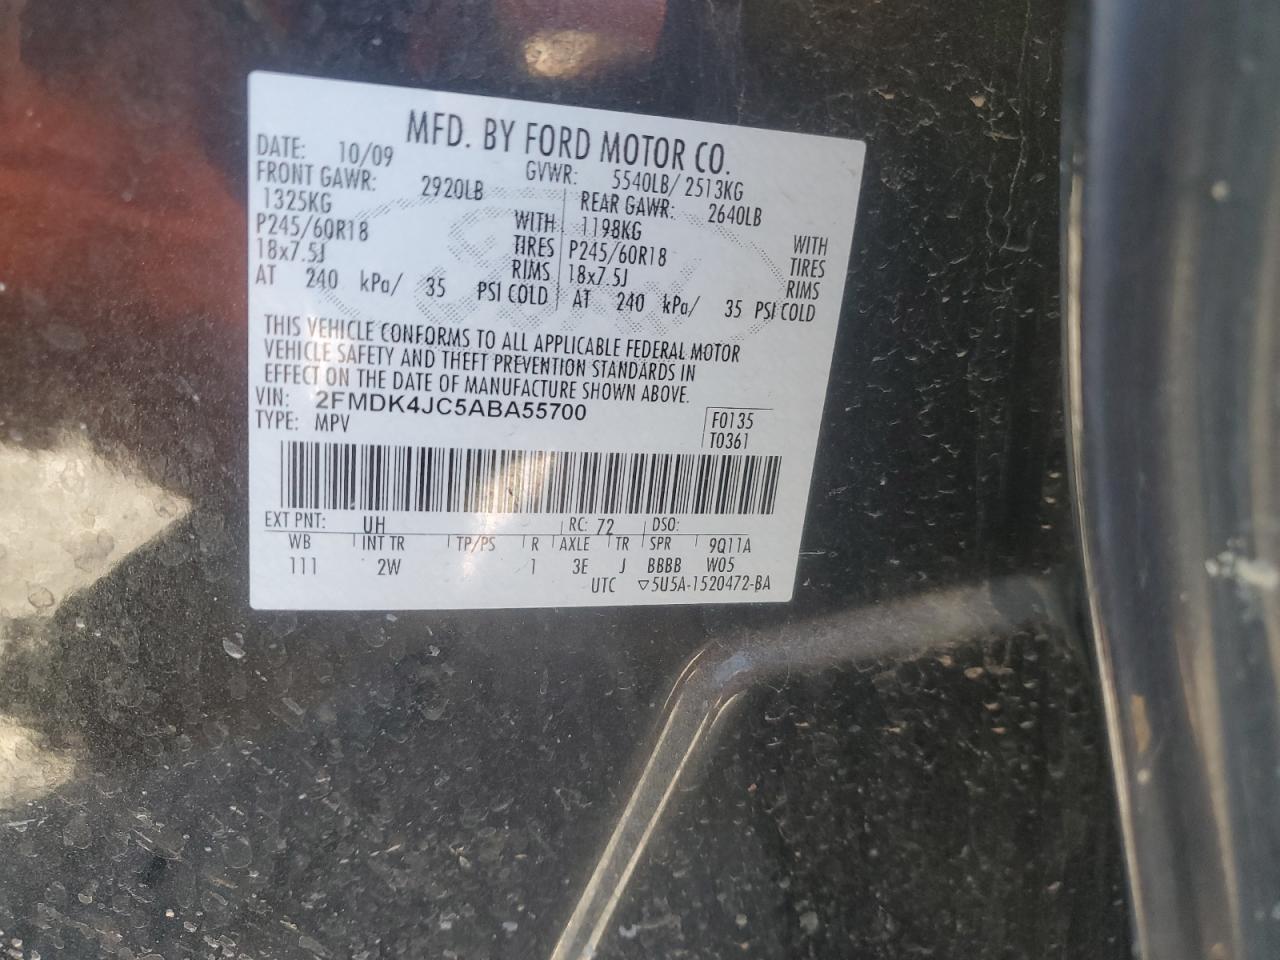 MFD. BY FORD MOTOR CO.
DATE: 10/09 GVWR: 5540LB/ 2513KG
FRONT GAWR: 2920LB REAR GAWR: 2640LB
1325KG WITH 1198KG WITH
P245/60R18 TIRES P245/60R18 TIRES
18x7.5J RIMS 18x7.5J RIMS
AT 240 kPa/ 35 PSI COLD AT 240 kPa/ 35 PSI COLD
THIS VEHICLE CONFORMS TO ALL APPLICABLE FEDERAL MOTOR
VEHICLE SAFETY AND THEFT PREVENTION STANDARDS IN
EFFECT ON THE DATE OF MANUFACTURE SHOWN ABOVE.
VIN: 2FMDK4JC5ABA55700 F0135
TYPE: MPV T0361
EXT PNT: UH RC: 72 DSO:
WB INT TR TP/PS R AXLE TR SPR 9Q11A
111 2W 1 3E J BBBB W05
UTC ▽5U5A-1520472-BA